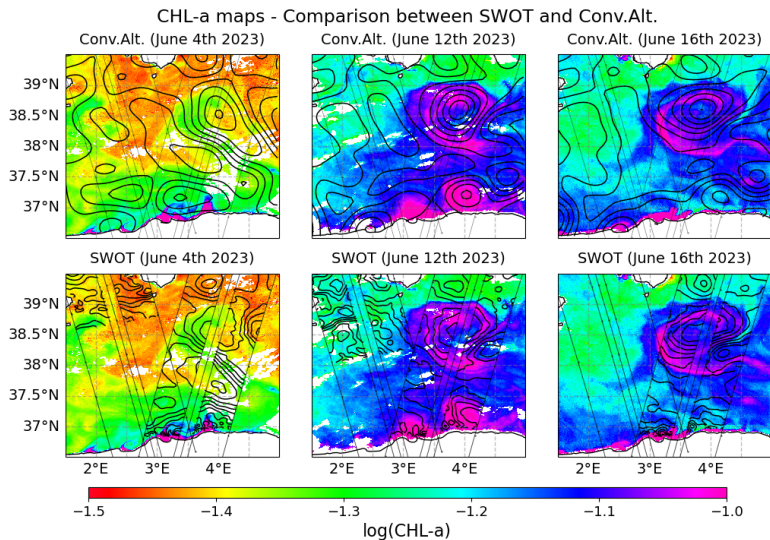 CHL-a maps - Comparison between SWOT and Conv.Alt.
Conv.Alt. (June 4th 2023) Conv.Alt. (June 12th 2023) Conv.Alt. (June 16th 2023)
39°N
38.5°N
38°N
37.5°N
37°N
SWOT (June 4th 2023) SWOT (June 12th 2023) SWOT (June 16th 2023)
39°N
38.5°N
38°N
37.5°N
37°N
2°E 3°E 4°E 2°E 3°E 4°E 2°E 3°E 4°E
−1.5 −1.4 −1.3 −1.2 −1.1 −1.0
log(CHL-a)